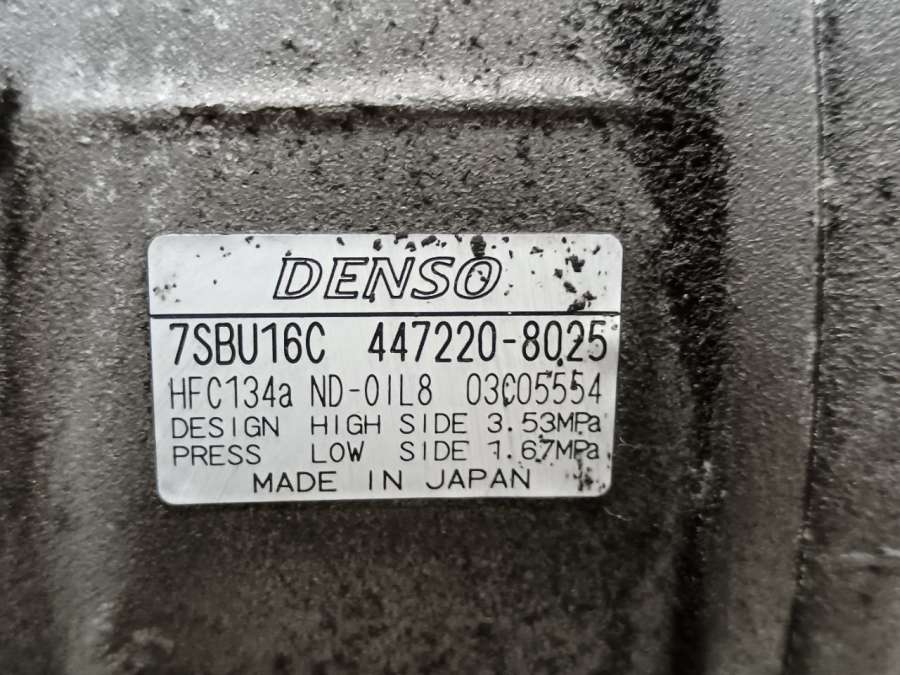 DENSO
7SBU16C 447220-8025
HFC134a ND-OIL8 03C05554
DESIGN HIGH SIDE 3.53MPa
PRESS LOW SIDE 1.67MPa
MADE IN JAPAN